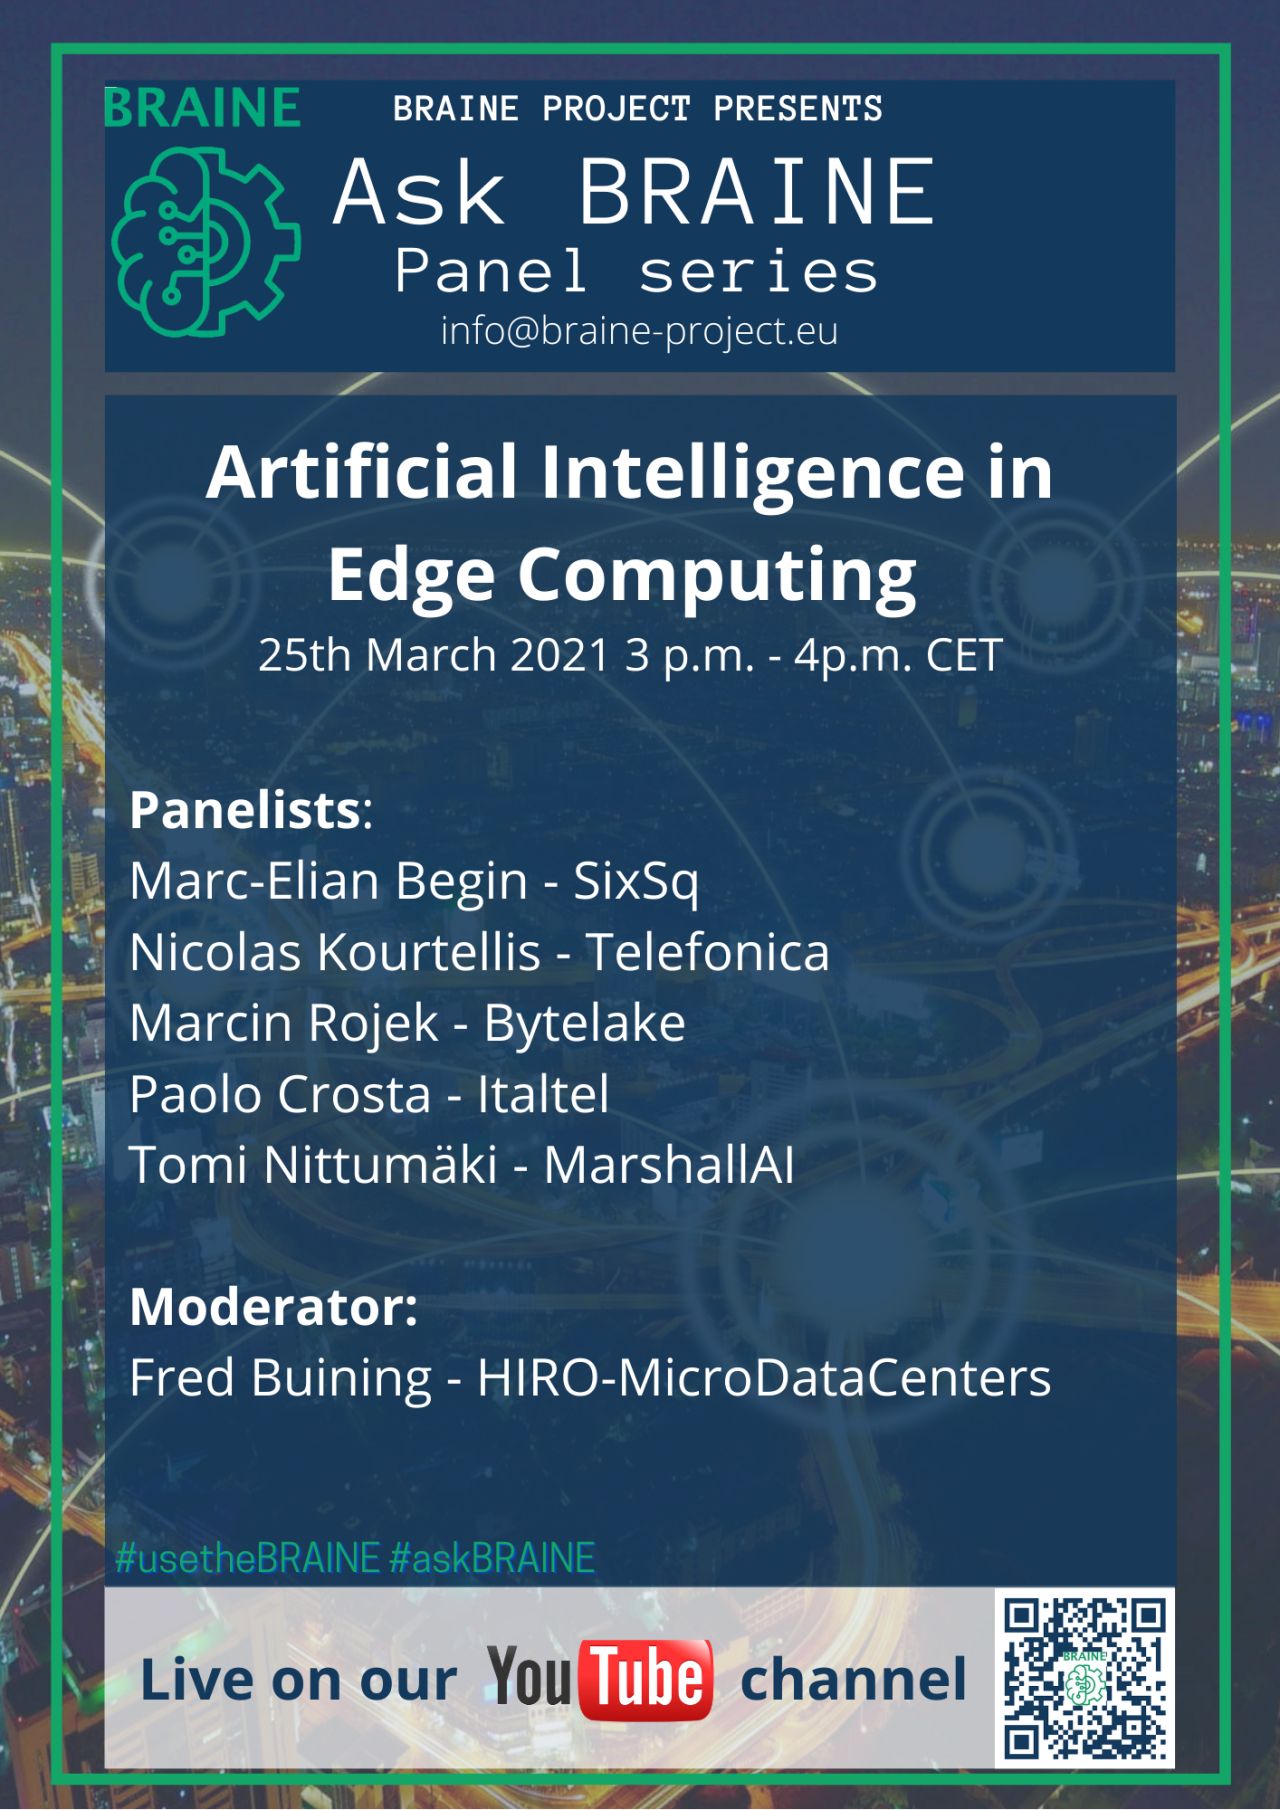 BRAINE
BRAINE PROJECT PRESENTS
Ask BRAINE
Panel series
info@braine-project.eu
Artificial Intelligence in
Edge Computing
25th March 2021 3 p.m. - 4p.m. CET
Panelists:
Marc-Elian Begin - SixSq
Nicolas Kourtellis - Telefonica
Marcin Rojek - Bytelake
Paolo Crosta - Italtel
Tomi Nittumäki - MarshallAI
Moderator:
Fred Buining - HIRO-MicroDataCenters
#usetheBRAINE #askBRAINE
Live on our YouTube channel
BRAINE